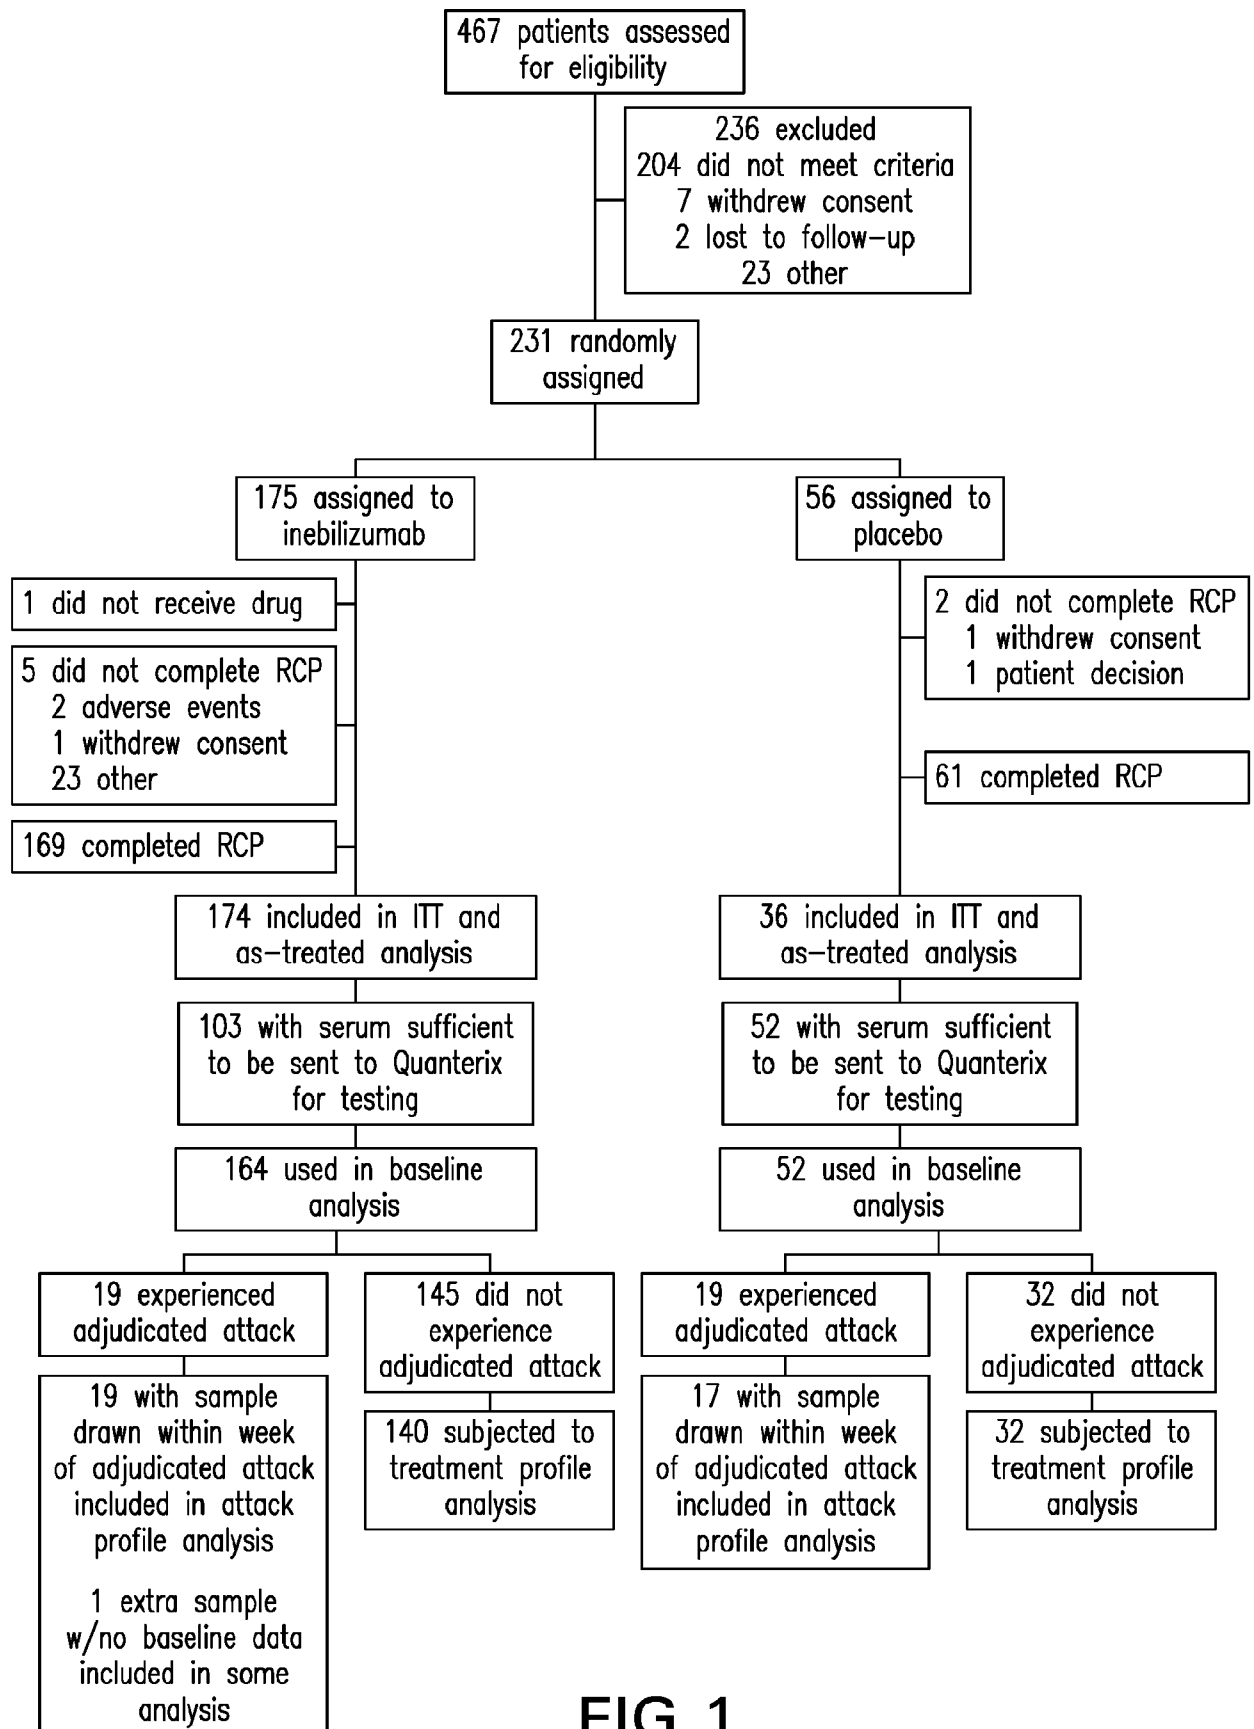 467 patients assessed
for eligibility
236 excluded
204 did not meet criteria
7 withdrew consent
2 lost to follow-up
23 other
231 randomly
assigned
175 assigned to
inebilizumab
1 did not receive drug
5 did not complete RCP
2 adverse events
1 withdrew consent
23 other
169 completed RCP
174 included in ITT and
as-treated analysis
103 with serum sufficient
to be sent to Quanterix
for testing
164 used in baseline
analysis
19 experienced
adjudicated attack
19 with sample
drawn within week
of adjudicated attack
included in attack
profile analysis
1 extra sample
w/no baseline data
included in some
analysis
145 did not
experience
adjudicated attack
140 subjected to
treatment profile
analysis
56 assigned to
placebo
2 did not complete RCP
1 withdrew consent
1 patient decision
61 completed RCP
36 included in ITT and
as-treated analysis
52 with serum sufficient
to be sent to Quanterix
for testing
52 used in baseline
analysis
19 experienced
adjudicated attack
17 with sample
drawn within week
of adjudicated attack
included in attack
profile analysis
32 did not
experience
adjudicated attack
32 subjected to
treatment profile
analysis
FIG. 1